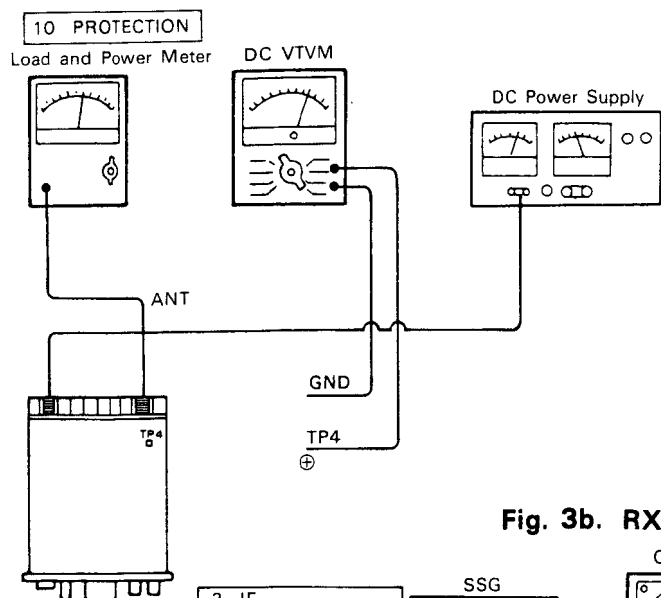 10 PROTECTION
Load and Power Meter
DC VTVM
DC Power Supply
ANT
GND
TP4
⊕
TP4
Fig. 3b. RX
SSG